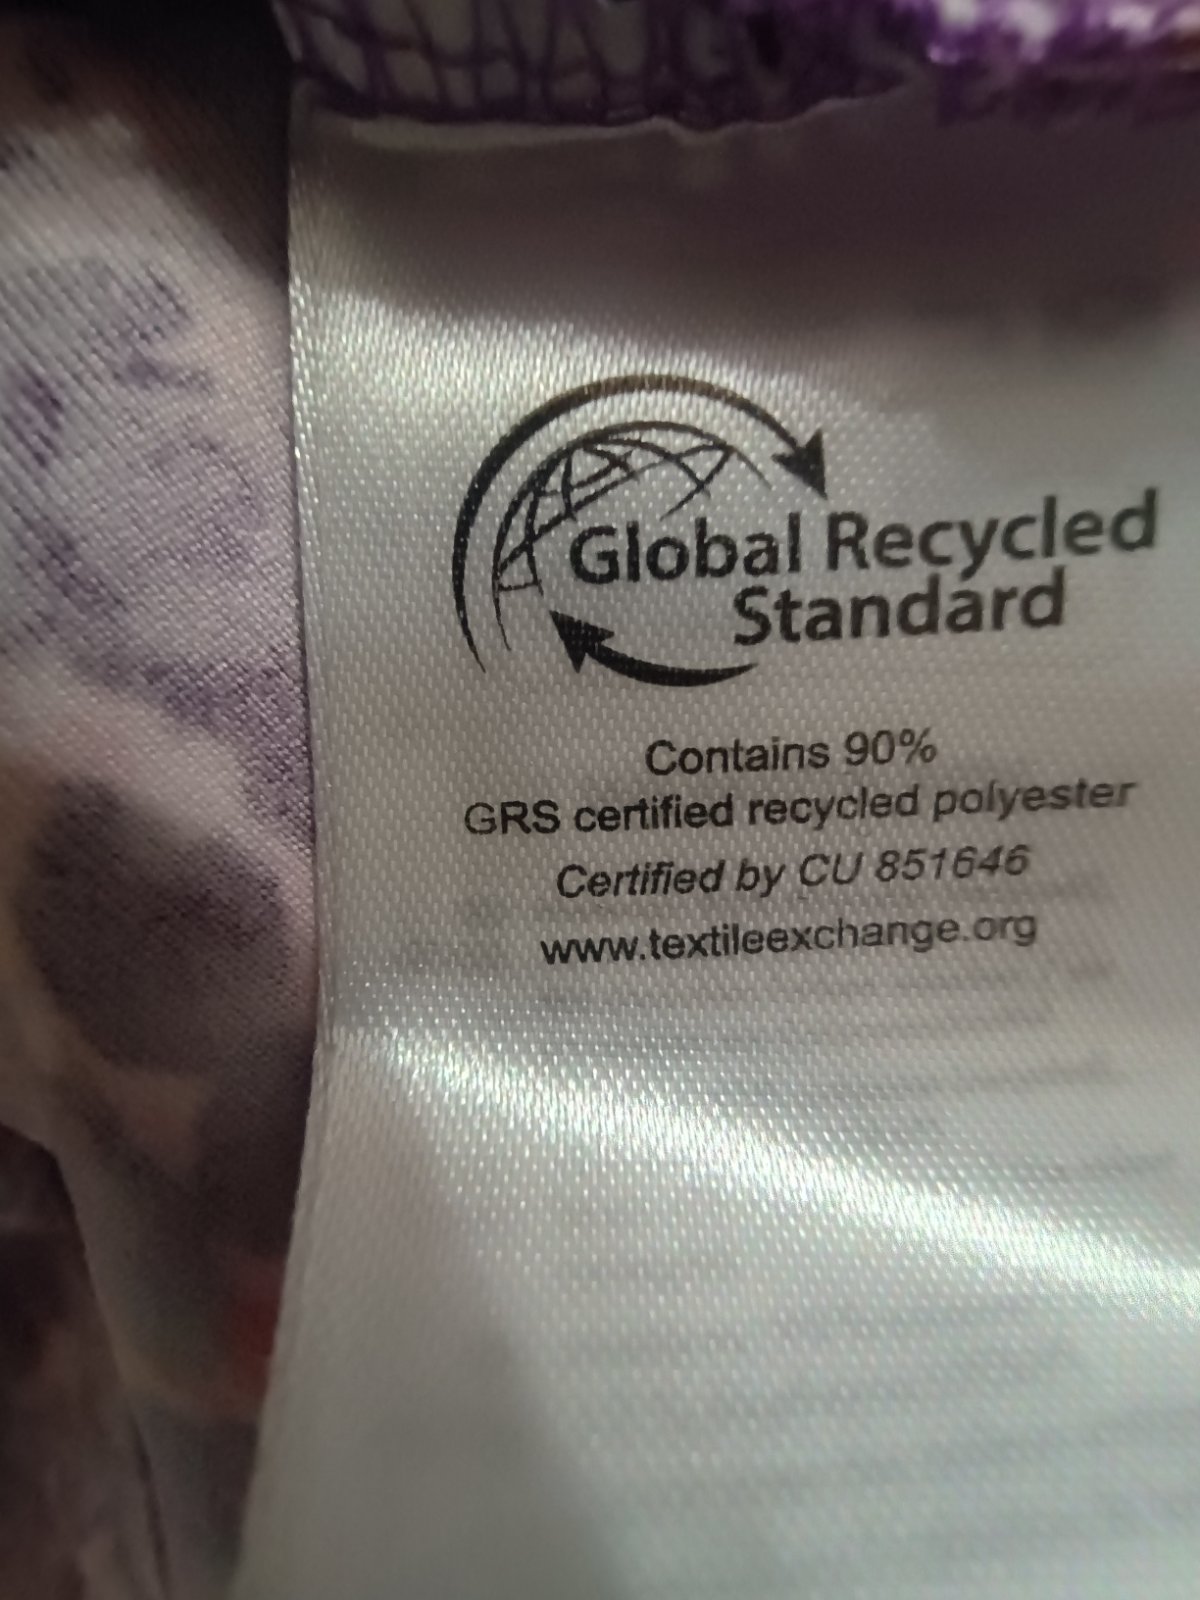 Global Recycled
Standard
Contains 90%
GRS certified recycled polyester
Certified by CU 851646
www.textileexchange.org